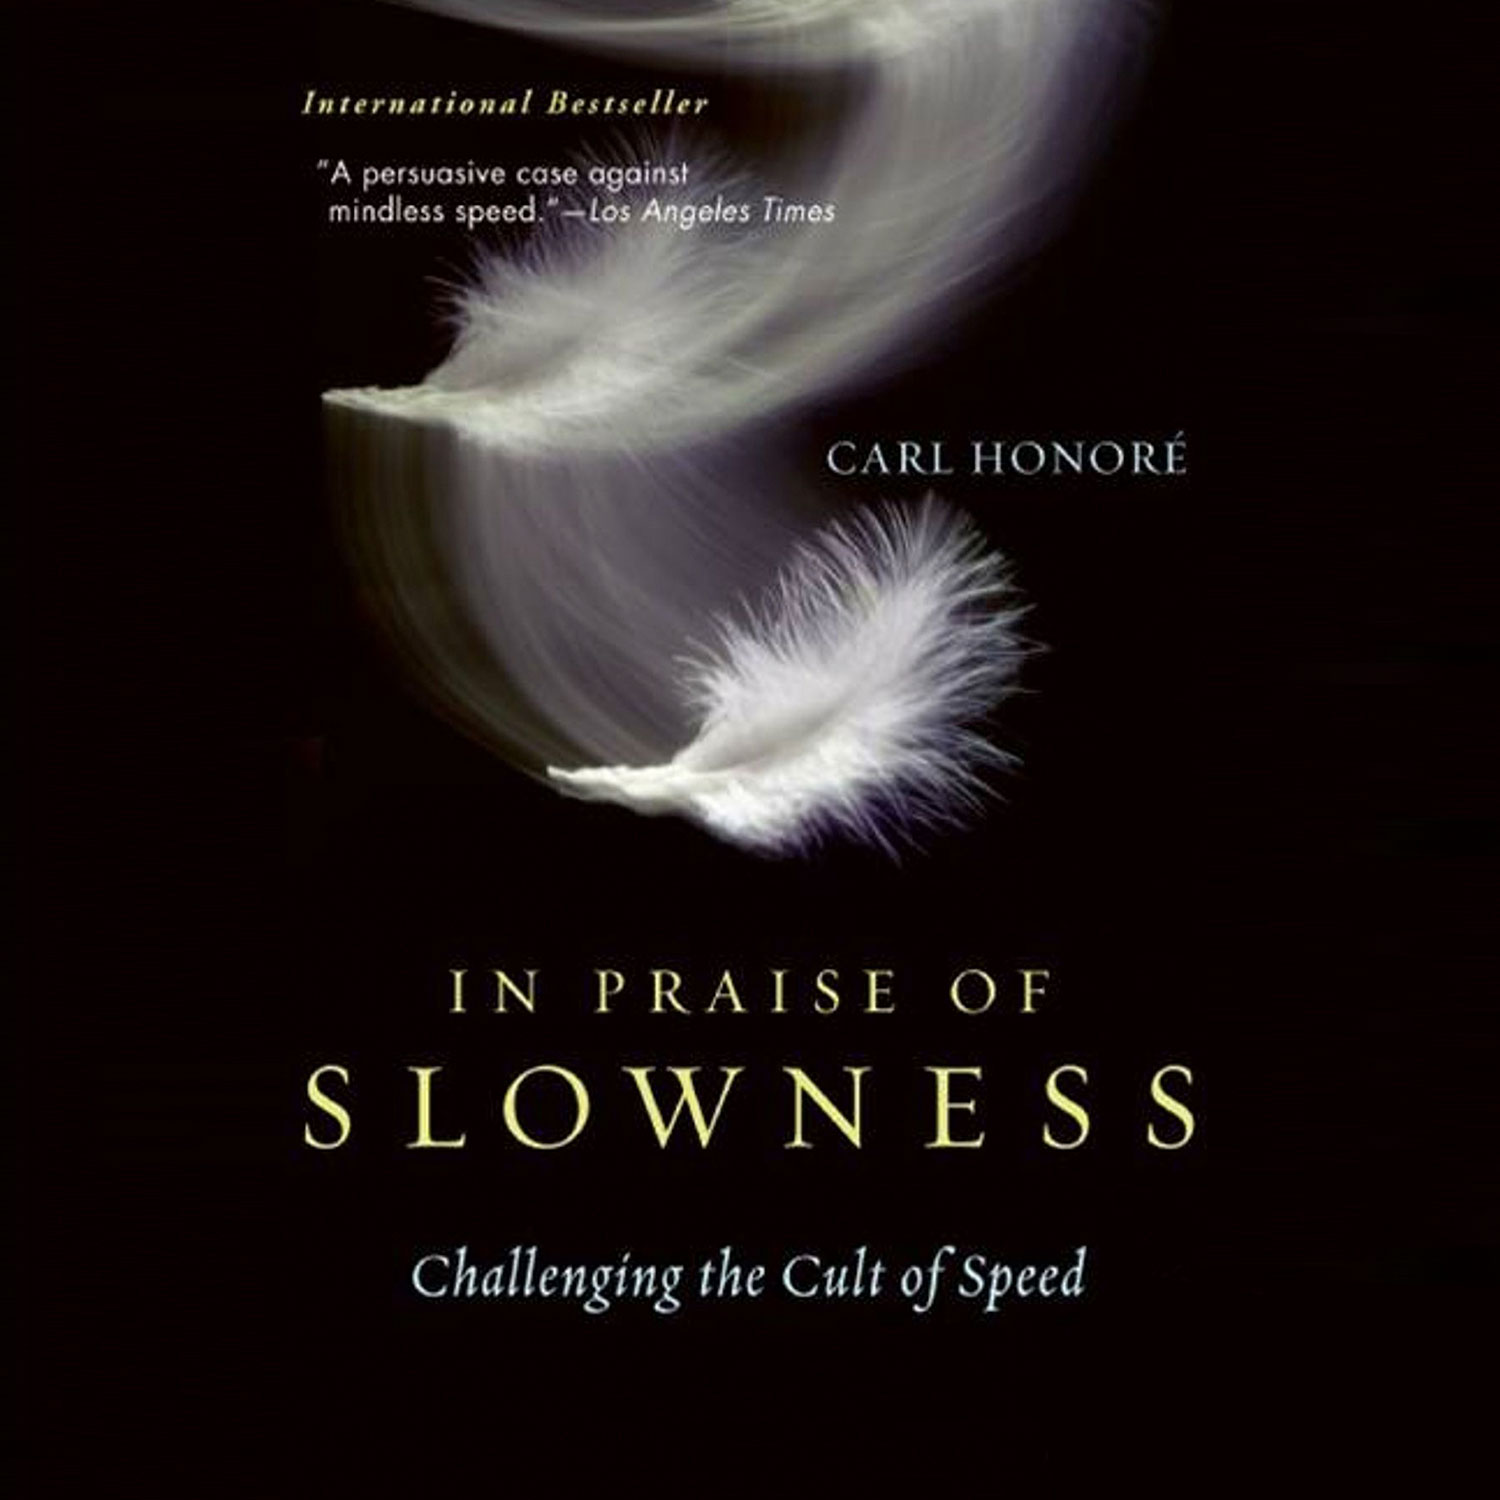 International Bestseller
"A persuasive case against
mindless speed."—Los Angeles Times
CARL HONORÉ
IN PRAISE OF
SLOWNESS
Challenging the Cult of Speed